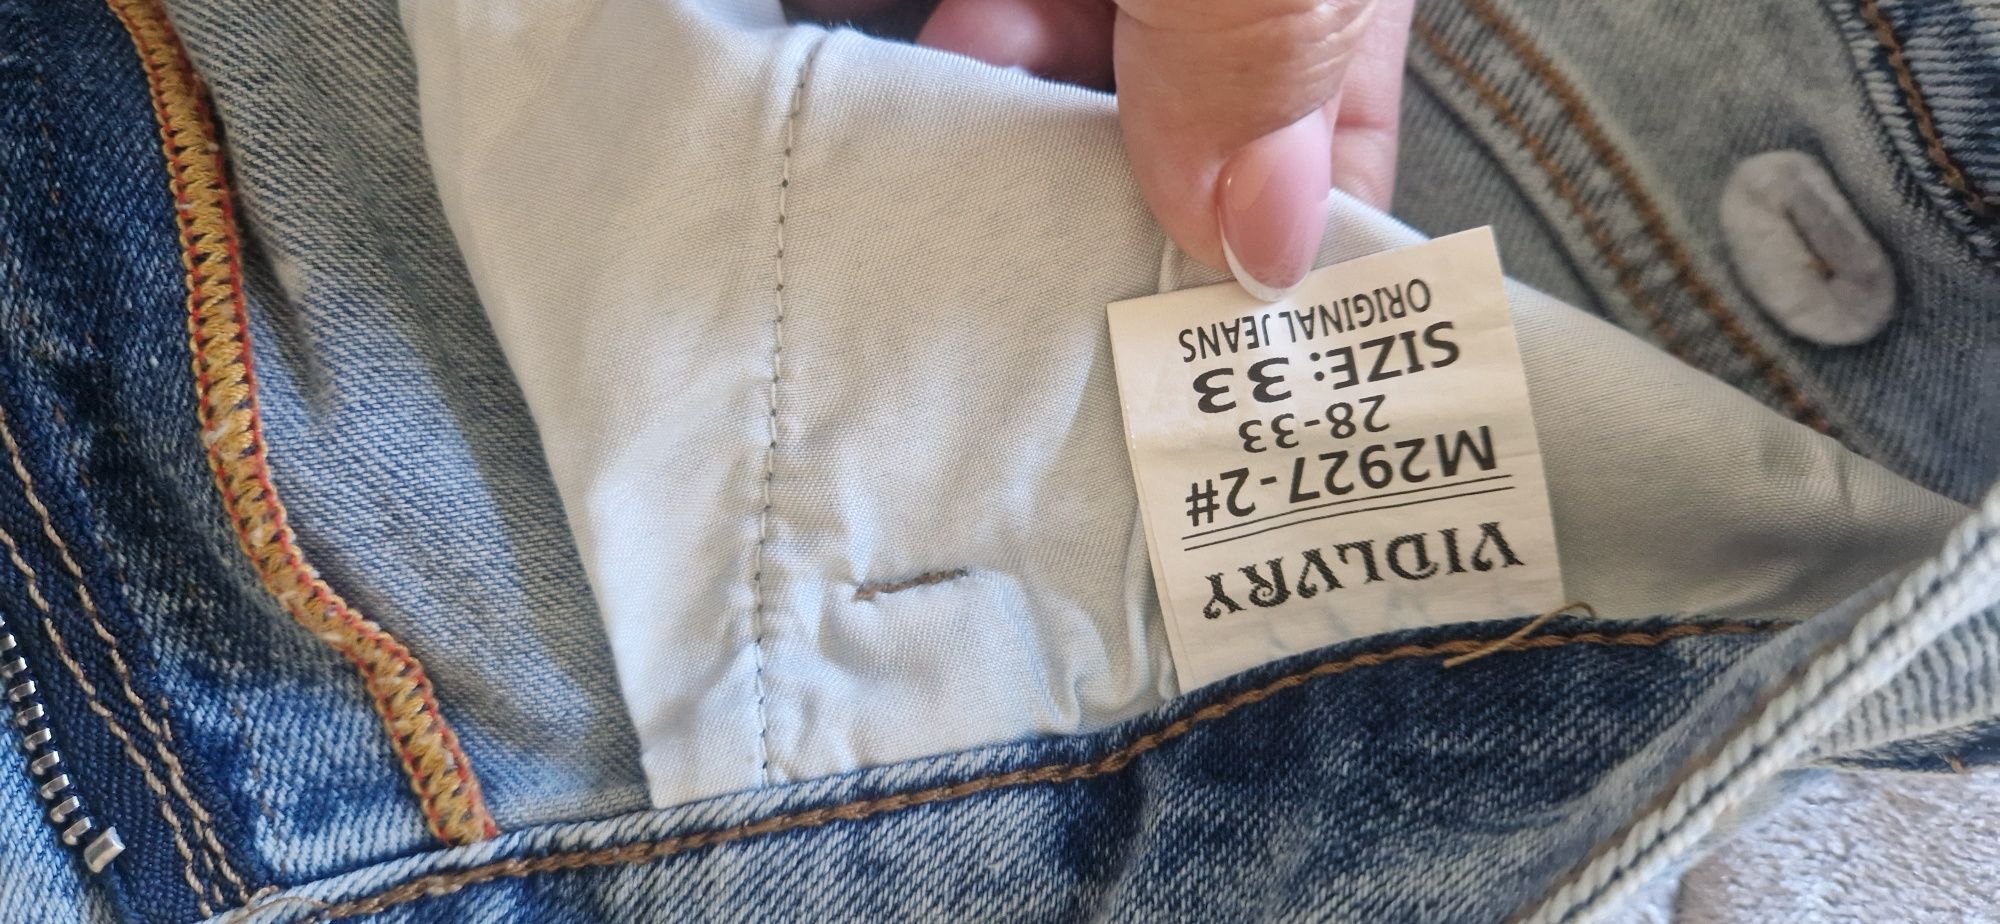 VIDLVRY
M2927-2#
28-33
SIZE: 33
ORIGINAL JEANS